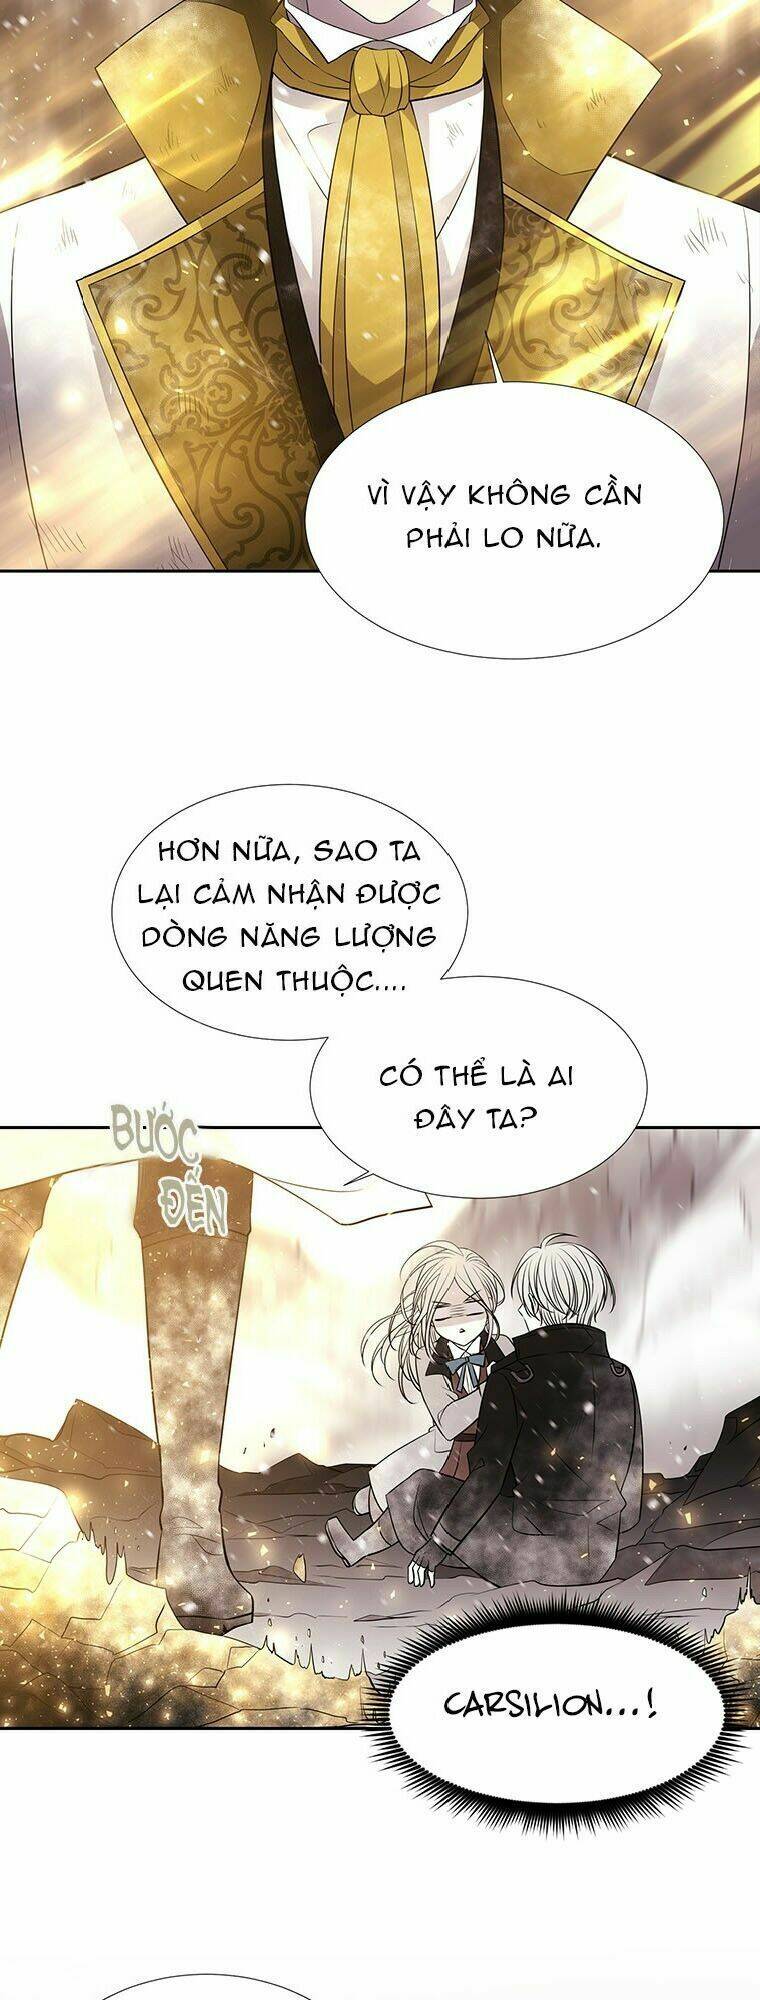 VÌ VẬY KHÔNG CẦN
PHẢI LO NỮA.
HƠN NỮA, SAO TA
LẠI CẢM NHẬN ĐƯỢC
DÒNG NĂNG LƯỢNG
QUEN THUỘC....
CÓ THỂ LÀ AI
ĐÂY TA?
BƯỚC
ĐẾN
CARSILION...!